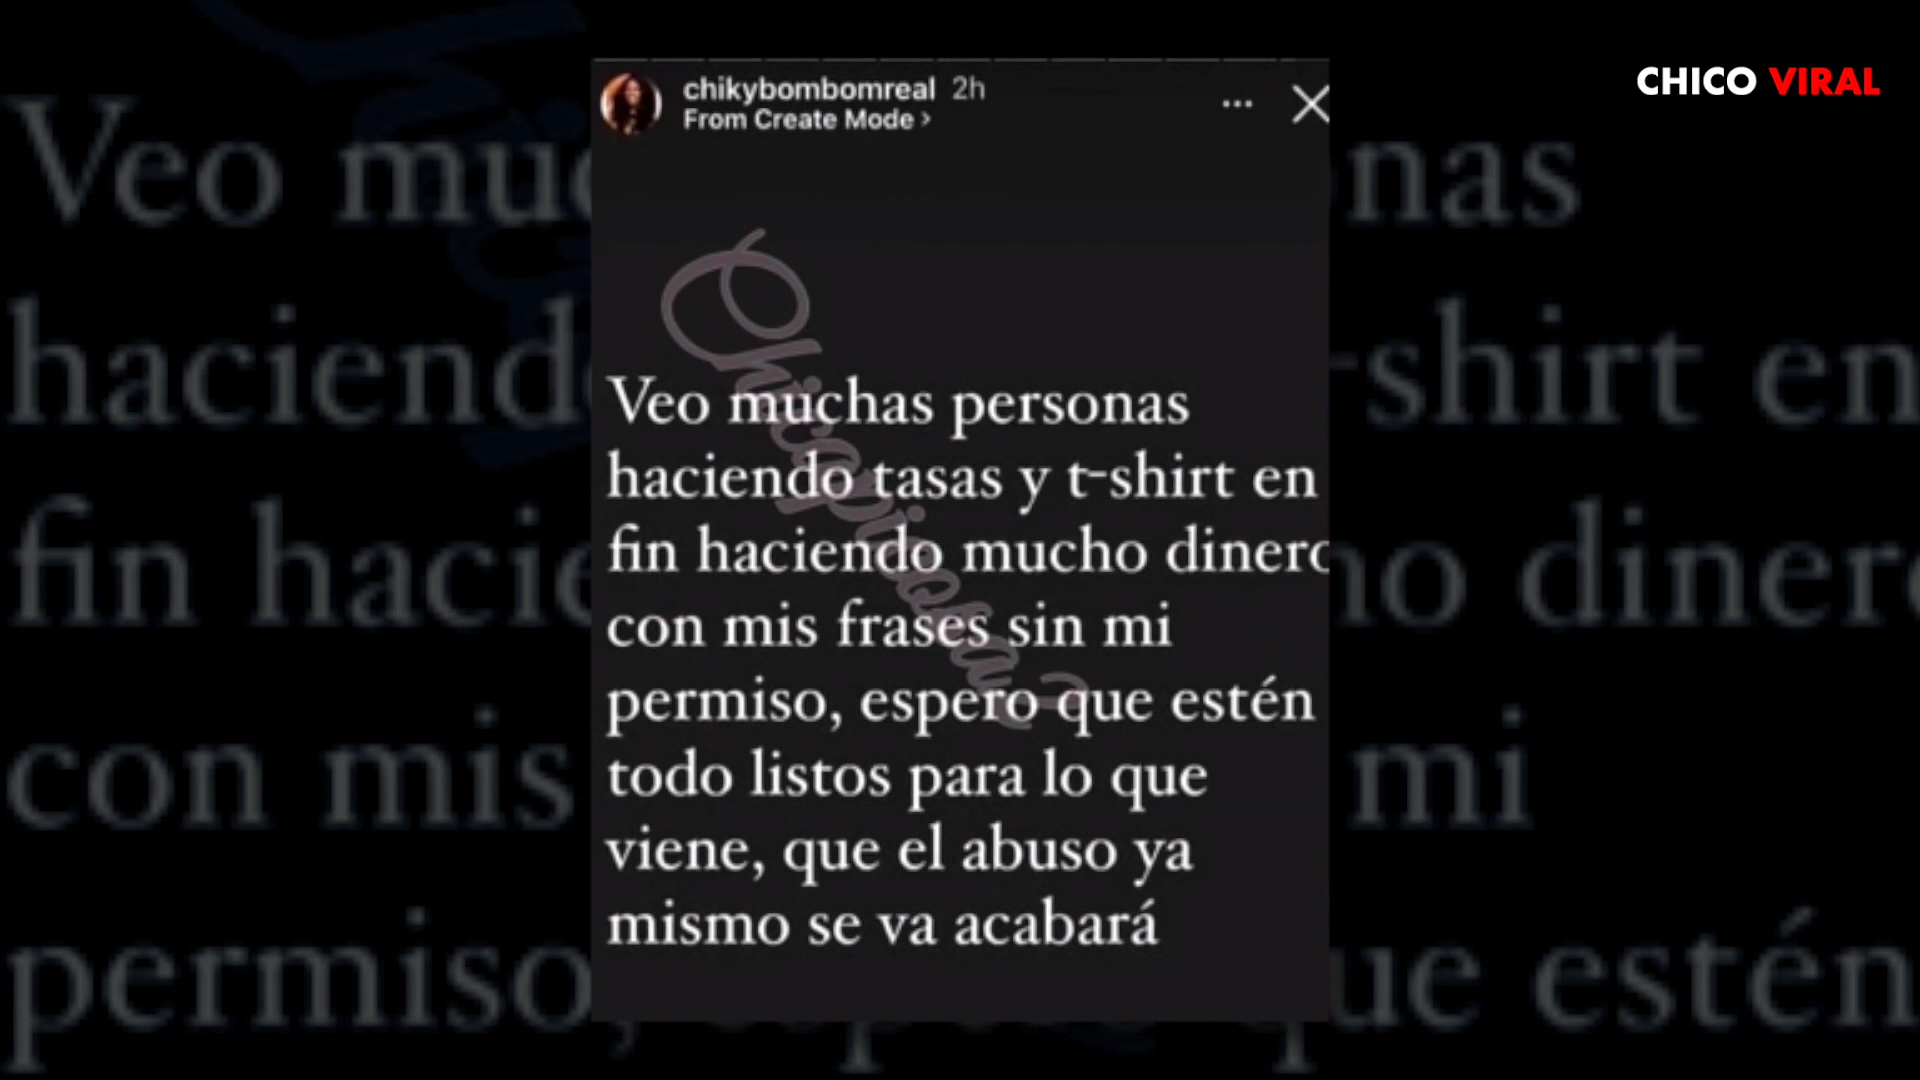 CHICO VIRAL
chikybombomreal 2h
From Create Mode >
Veo muchas personas
haciendo tasas y t-shirt en
fin haciendo mucho dinero
con mis frases sin mi
permiso, espero que estén
todo listos para lo que
viene, que el abuso ya
mismo se va acabará